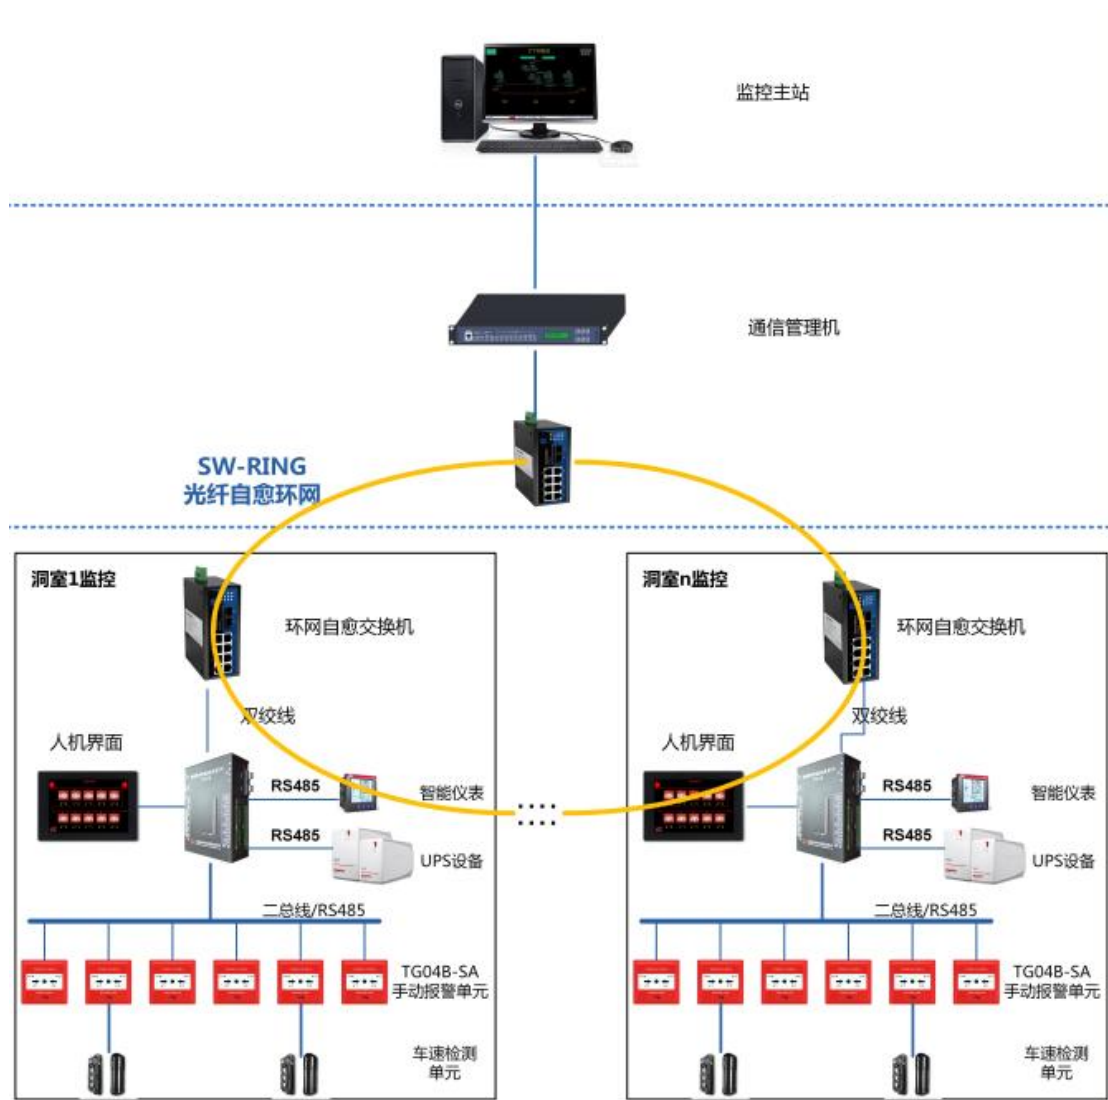 监控主站
通信管理机
SW-RING
光纤自愈环网
洞室1监控
环网自愈交换机
双绞线
人机界面
RS485
智能仪表
RS485
UPS设备
二总线/RS485
TG04B-SA
手动报警单元
车速检测
单元
洞室n监控
环网自愈交换机
双绞线
人机界面
RS485
智能仪表
RS485
UPS设备
二总线/RS485
TG04B-SA
手动报警单元
车速检测
单元